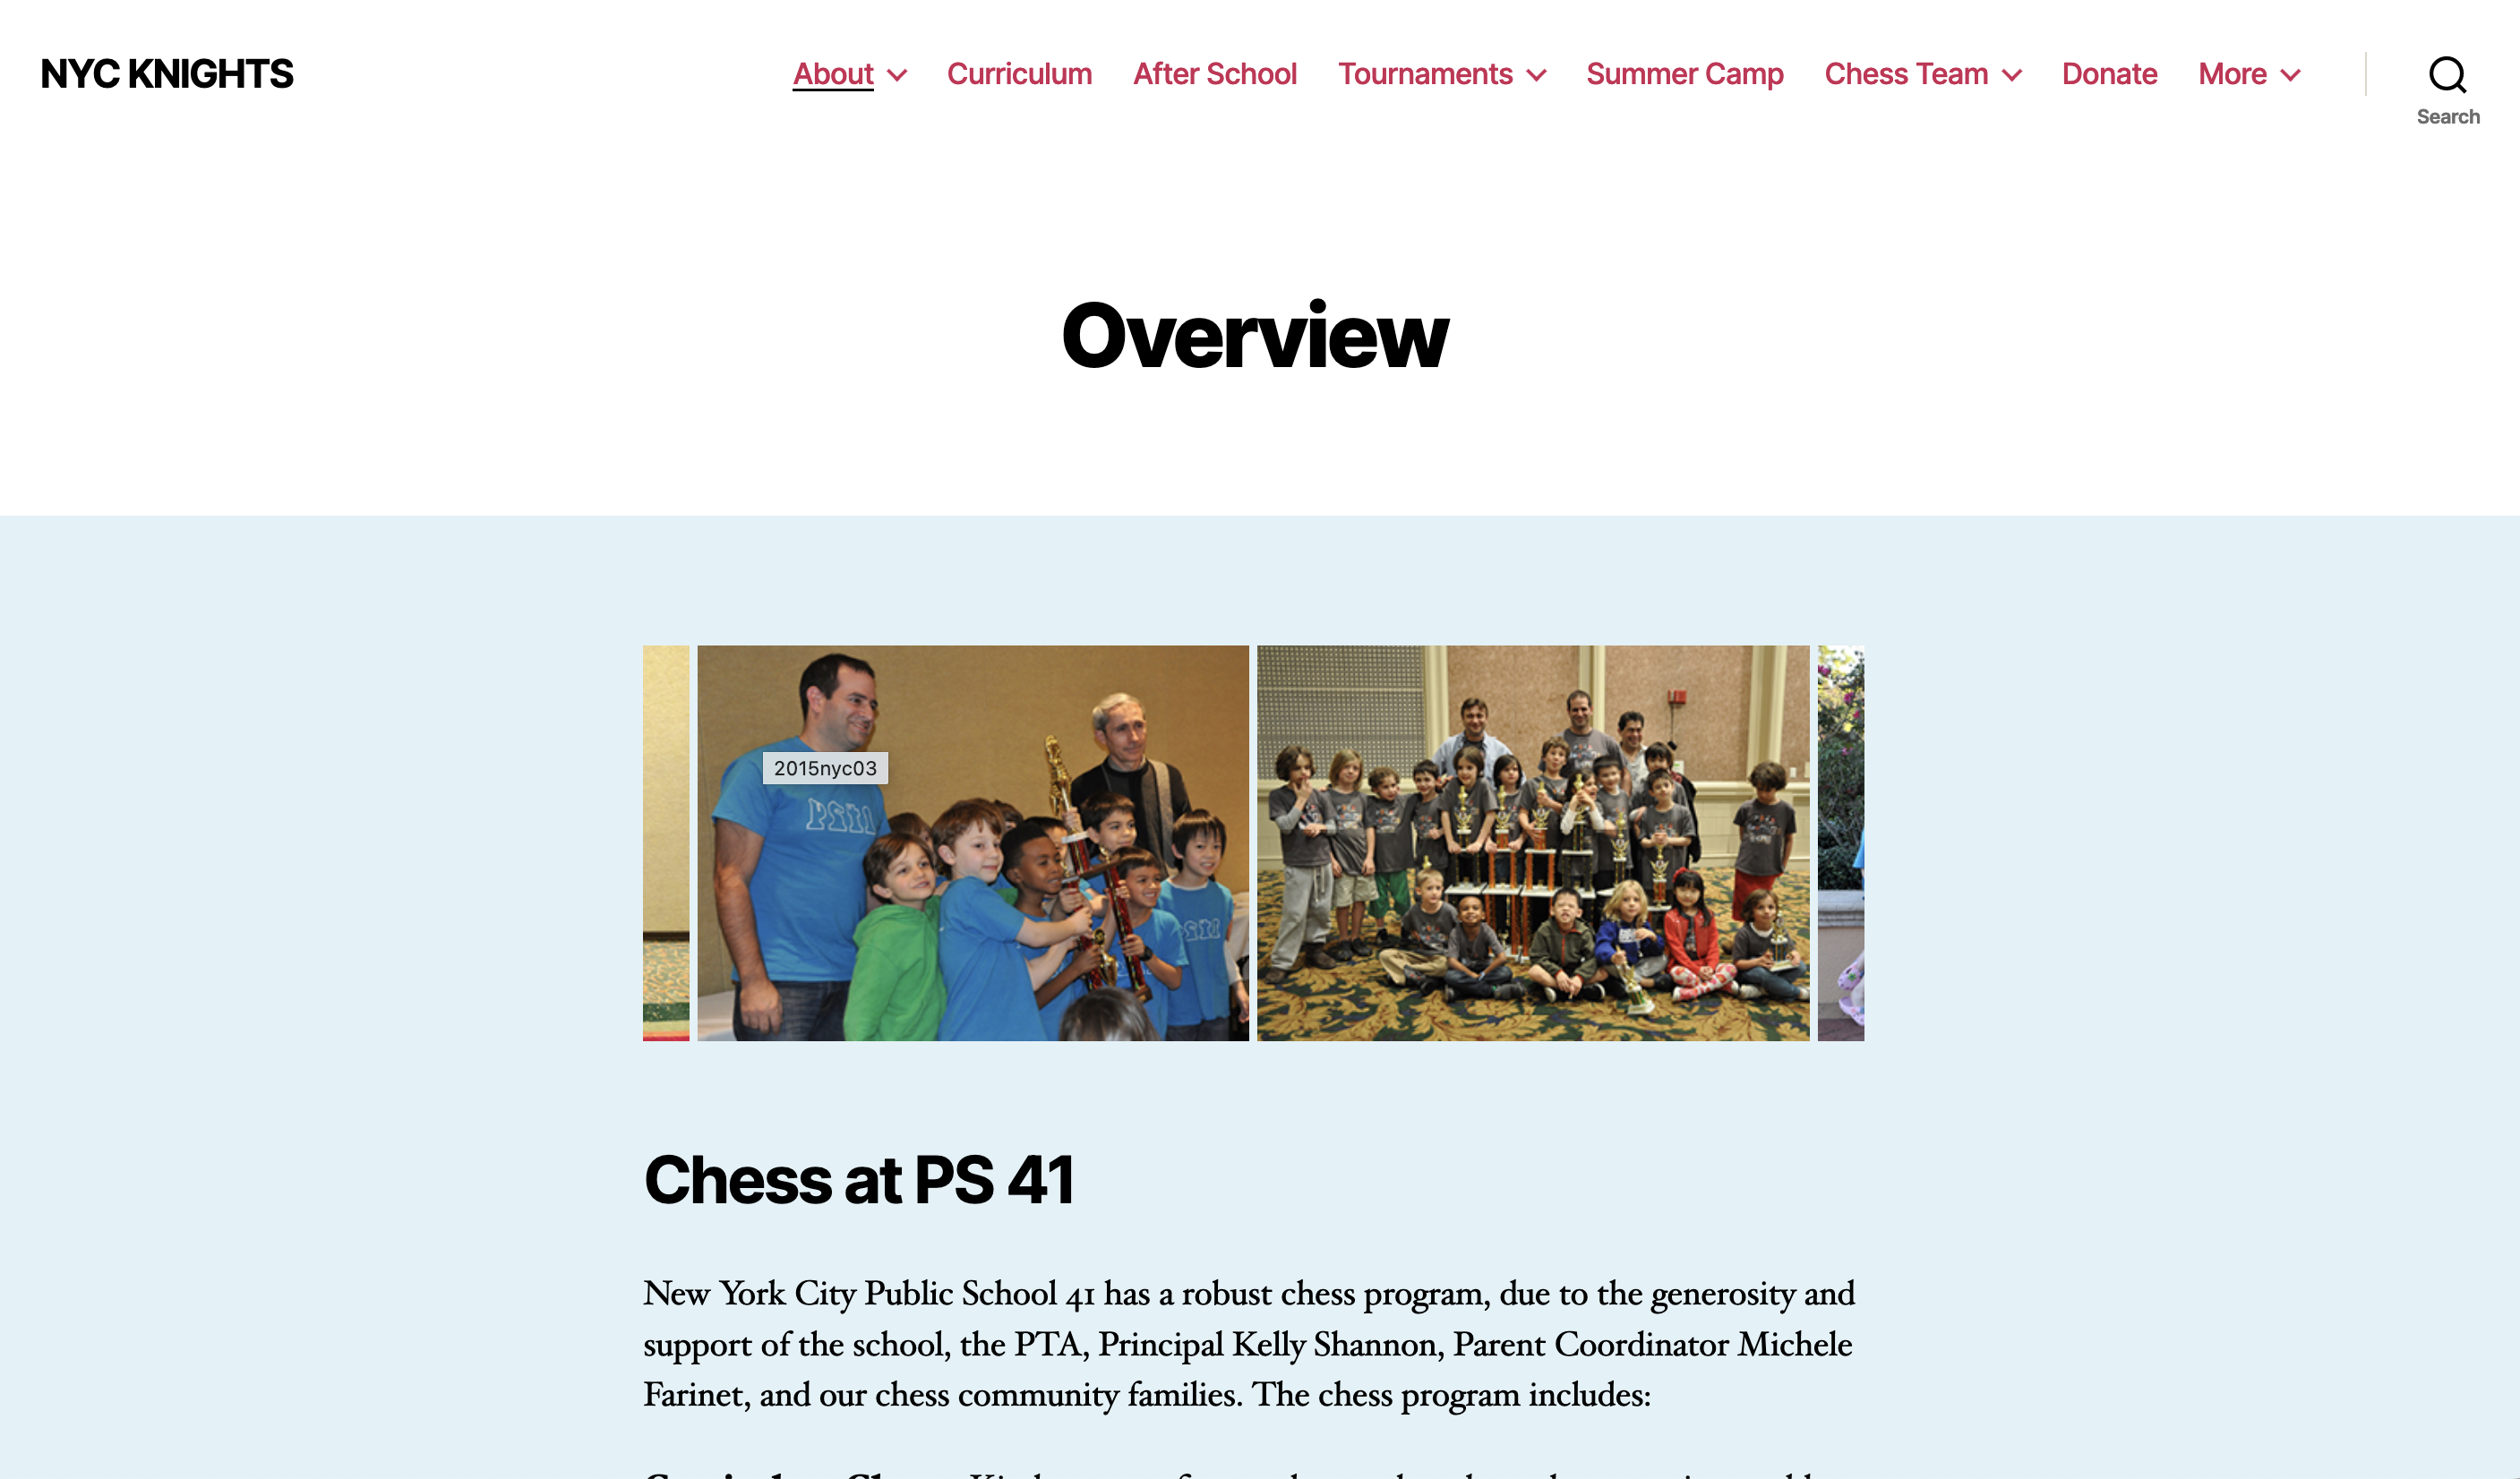 NYC KNIGHTS
About
Curriculum
After School
Tournaments
Summer Camp
Chess Team
Donate
More
Search
Overview
2015nyc03
Chess at PS 41
New York City Public School 41 has a robust chess program, due to the generosity and
support of the school, the PTA, Principal Kelly Shannon, Parent Coordinator Michele
Farinet, and our chess community families. The chess program includes: